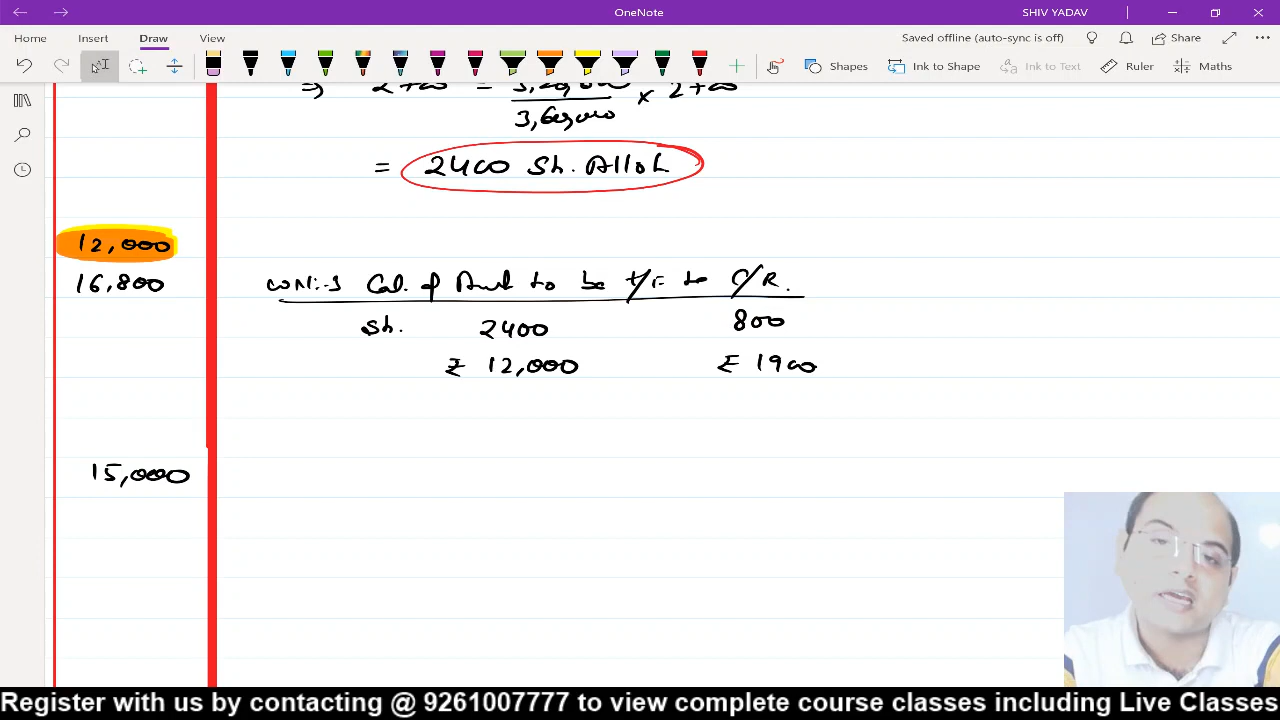 OneNote
SHIV YADAV
Home Insert Draw View
Saved offline (auto-sync is off)
Share
Shapes
Ink to Shape
Ink to Text
Ruler
Maths
3,60,000
= 2400 Sh. Allot
12,000
16,800
W.N.:-3 Cal. of Amt to be t/f to C/R.
Sh. 2400 800
₹ 12,000 ₹ 1900
15,000
Register with us by contacting @ 9261007777 to view complete course classes including Live Classes